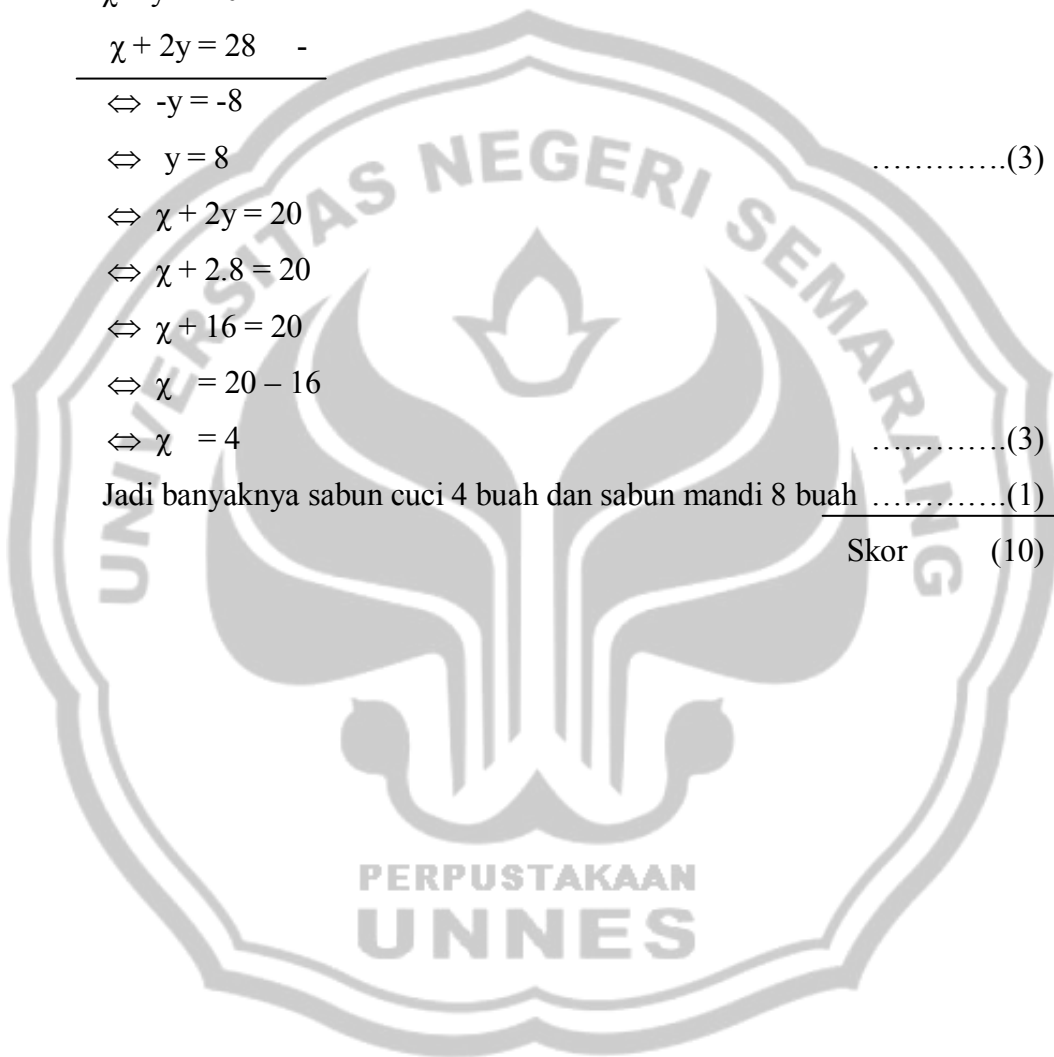 χ + 2y = 28 -
⇔ -y = -8
⇔ y = 8 ………….(3)
⇔ χ + 2y = 20
⇔ χ + 2.8 = 20
⇔ χ + 16 = 20
⇔ χ = 20 – 16
⇔ χ = 4 ………….(3)
Jadi banyaknya sabun cuci 4 buah dan sabun mandi 8 buah ………….(1)
Skor (10)
UNIVERSITAS NEGERI SEMARANG
PERPUSTAKAAN
UNNES